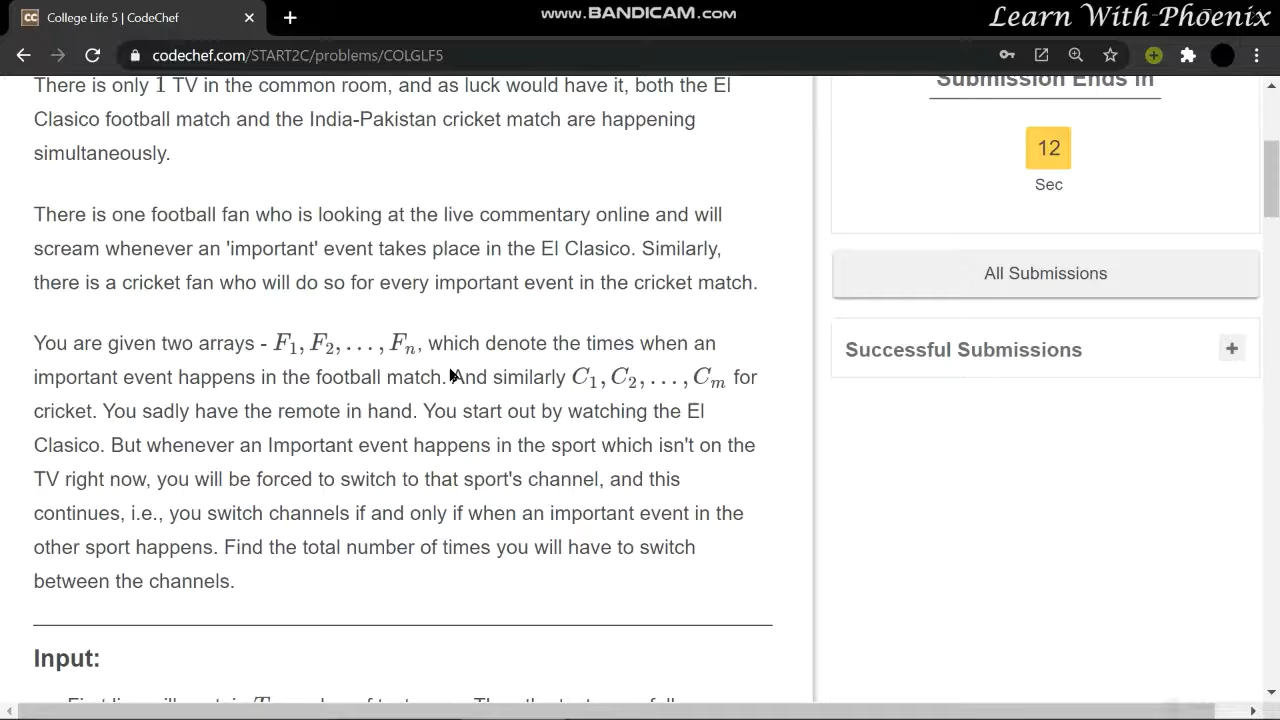 College Life 5 | CodeChef
www.BANDICAM.com
Learn With Phoenix
codechef.com/START2C/problems/COLGLF5
There is only 1 TV in the common room, and as luck would have it, both the El
Clasico football match and the India-Pakistan cricket match are happening
simultaneously.
There is one football fan who is looking at the live commentary online and will
scream whenever an 'important' event takes place in the El Clasico. Similarly,
there is a cricket fan who will do so for every important event in the cricket match.
You are given two arrays - F1, F2, ..., Fn, which denote the times when an
important event happens in the football match. And similarly C1, C2, ..., Cm for
cricket. You sadly have the remote in hand. You start out by watching the El
Clasico. But whenever an Important event happens in the sport which isn't on the
TV right now, you will be forced to switch to that sport's channel, and this
continues, i.e., you switch channels if and only if when an important event in the
other sport happens. Find the total number of times you will have to switch
between the channels.
Input:
Submission Ends In
12
Sec
All Submissions
Successful Submissions